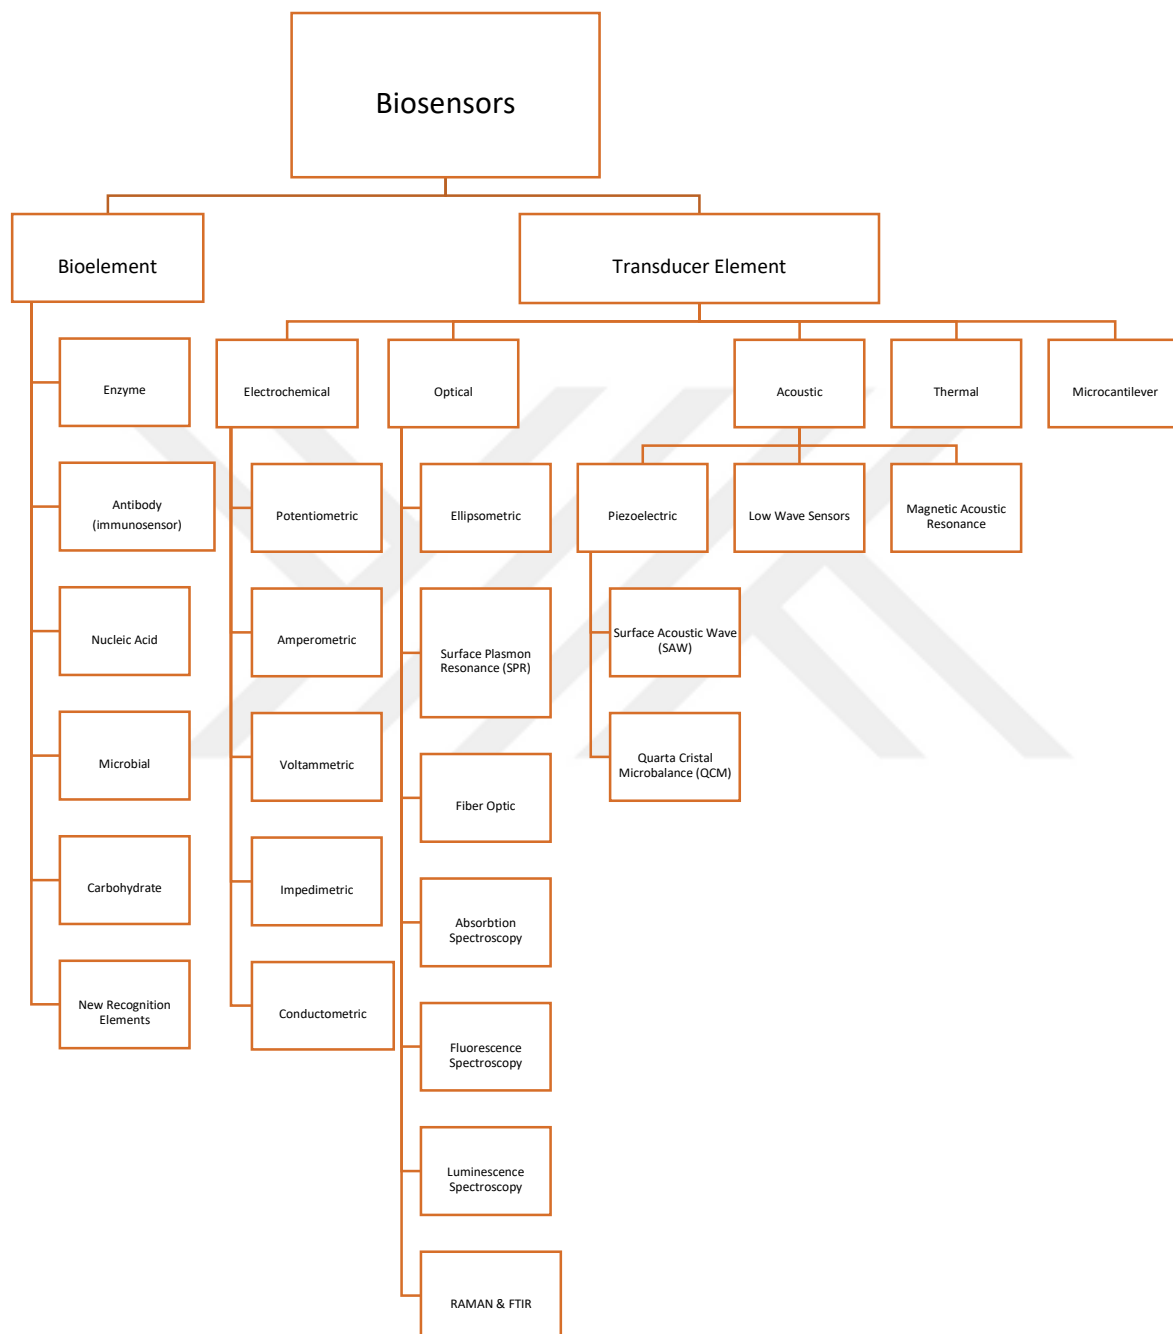 Biosensors
Bioelement
Transducer Element
Enzyme
Electrochemical
Optical
Acoustic
Thermal
Microcantilever
Antibody
(immunosensor)
Potentiometric
Ellipsometric
Piezoelectric
Low Wave Sensors
Magnetic Acoustic
Resonance
Nucleic Acid
Amperometric
Surface Plasmon
Resonance (SPR)
Surface Acoustic Wave
(SAW)
Microbial
Voltammetric
Fiber Optic
Quarta Cristal
Microbalance (QCM)
Carbohydrate
Impedimetric
Absorbtion
Spectroscopy
New Recognition
Elements
Conductometric
Fluorescence
Spectroscopy
Luminescence
Spectroscopy
RAMAN & FTIR